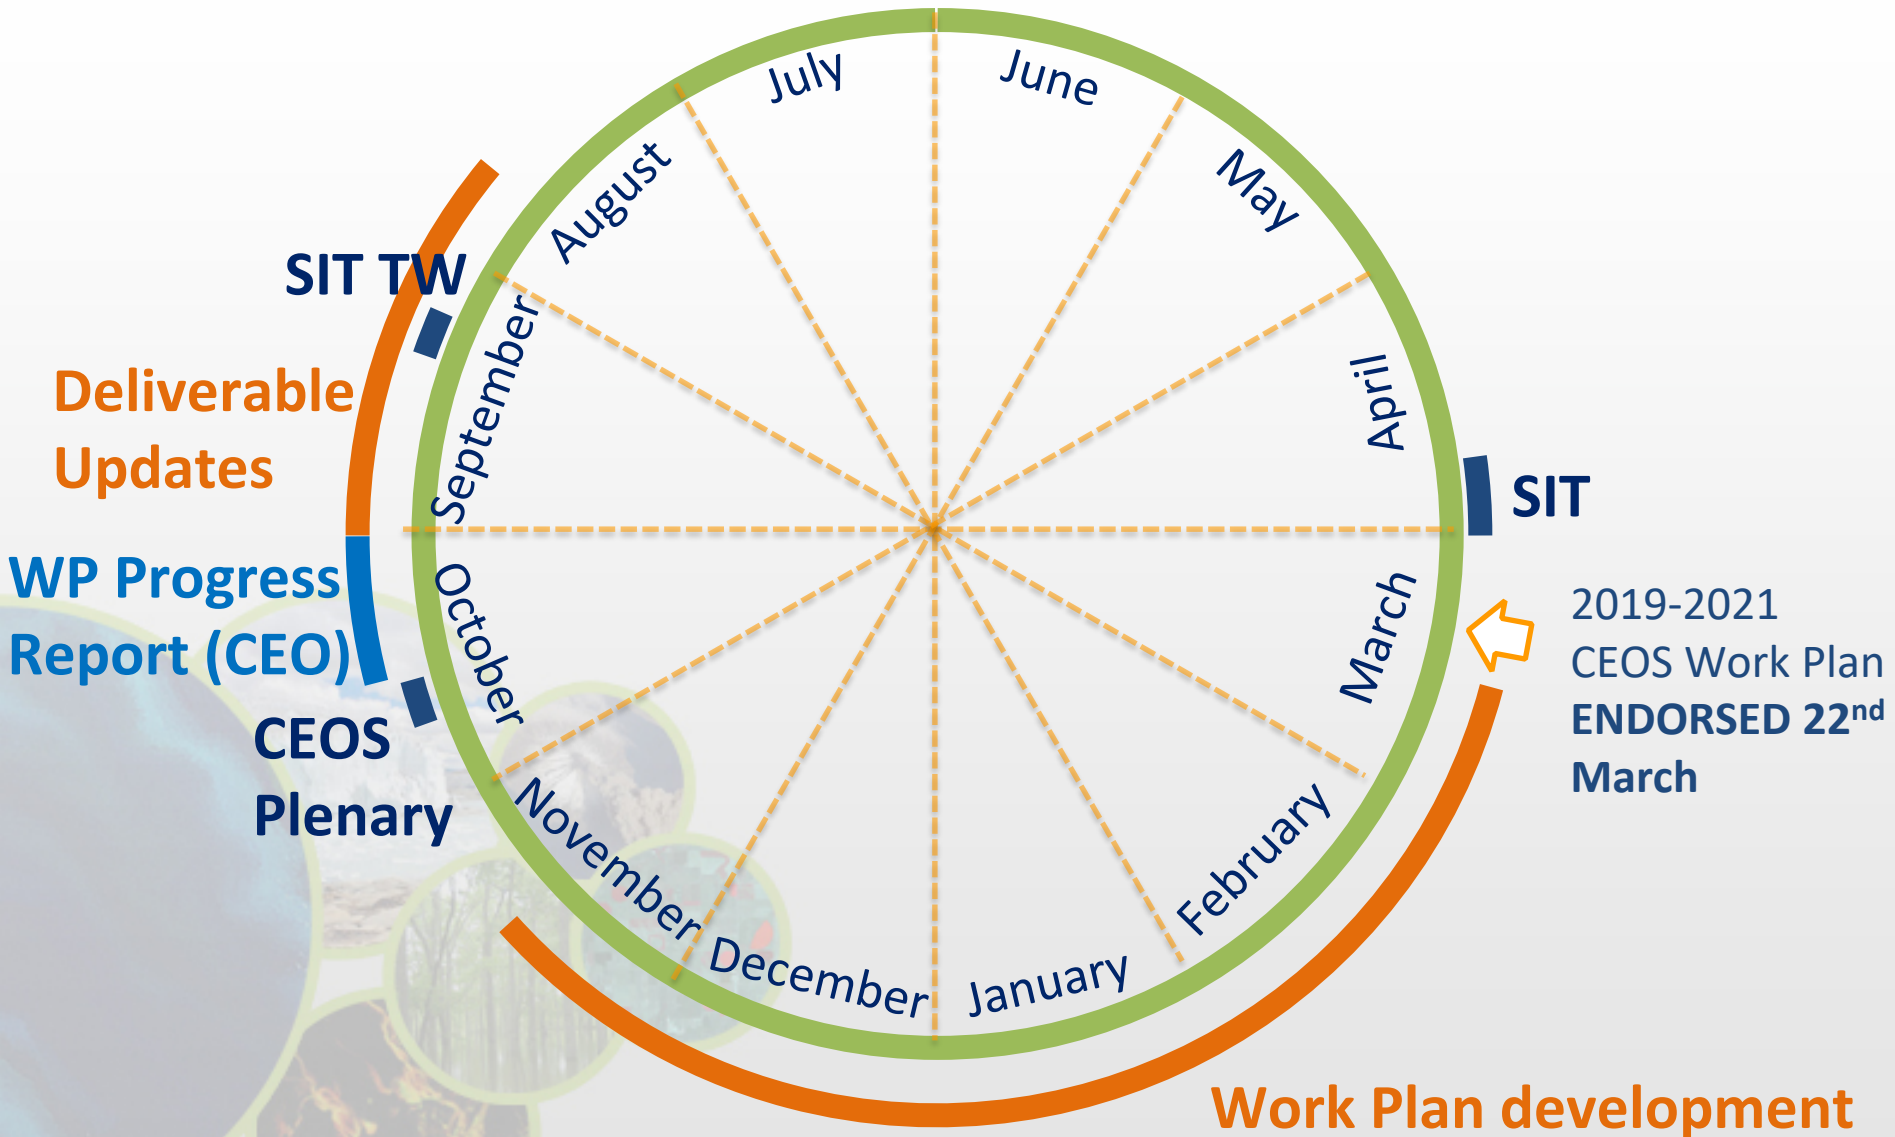 July
June
August
May
SIT TW
September
April
Deliverable
Updates
SIT
WP Progress
Report (CEO)
October
March
2019-2021
CEOS Work Plan
ENDORSED 22nd
March
CEOS
Plenary
November
February
December
January
Work Plan development